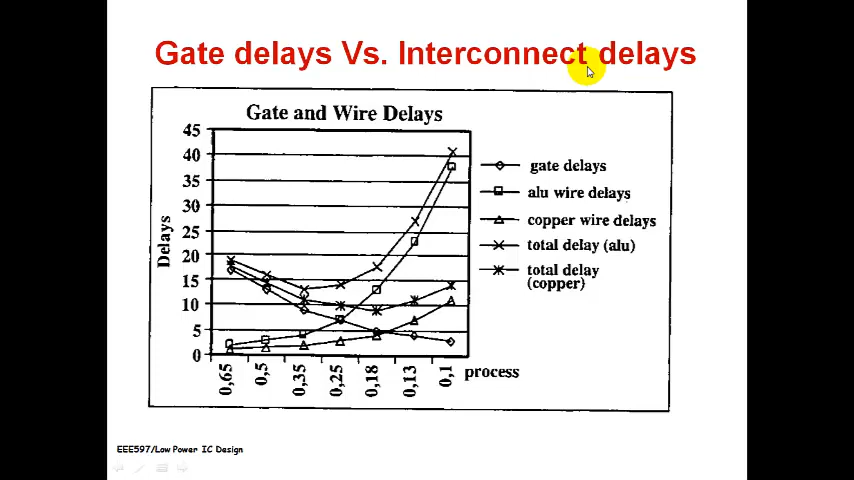 Gate delays Vs. Interconnect delays
Gate and Wire Delays
45
40
35
30
25
20
15
10
5
0
Delays
0,65
0,5
0,35
0,25
0,18
0,13
0,1
process
gate delays
alu wire delays
copper wire delays
total delay (alu)
total delay
(copper)
EEE597/Low Power IC Design